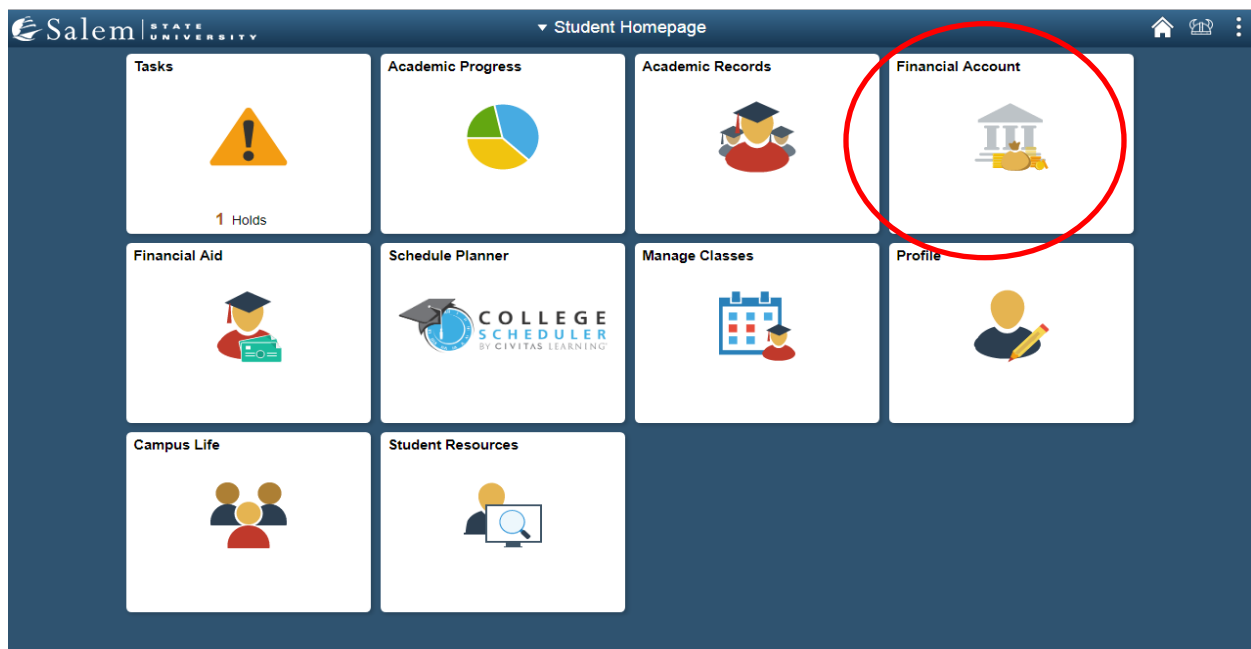 Salem STATE UNIVERSITY
Student Homepage
Tasks
1 Holds
Academic Progress
Academic Records
Financial Account
Financial Aid
Schedule Planner
COLLEGE
SCHEDULER
BY CIVITAS LEARNING
Manage Classes
Profile
Campus Life
Student Resources